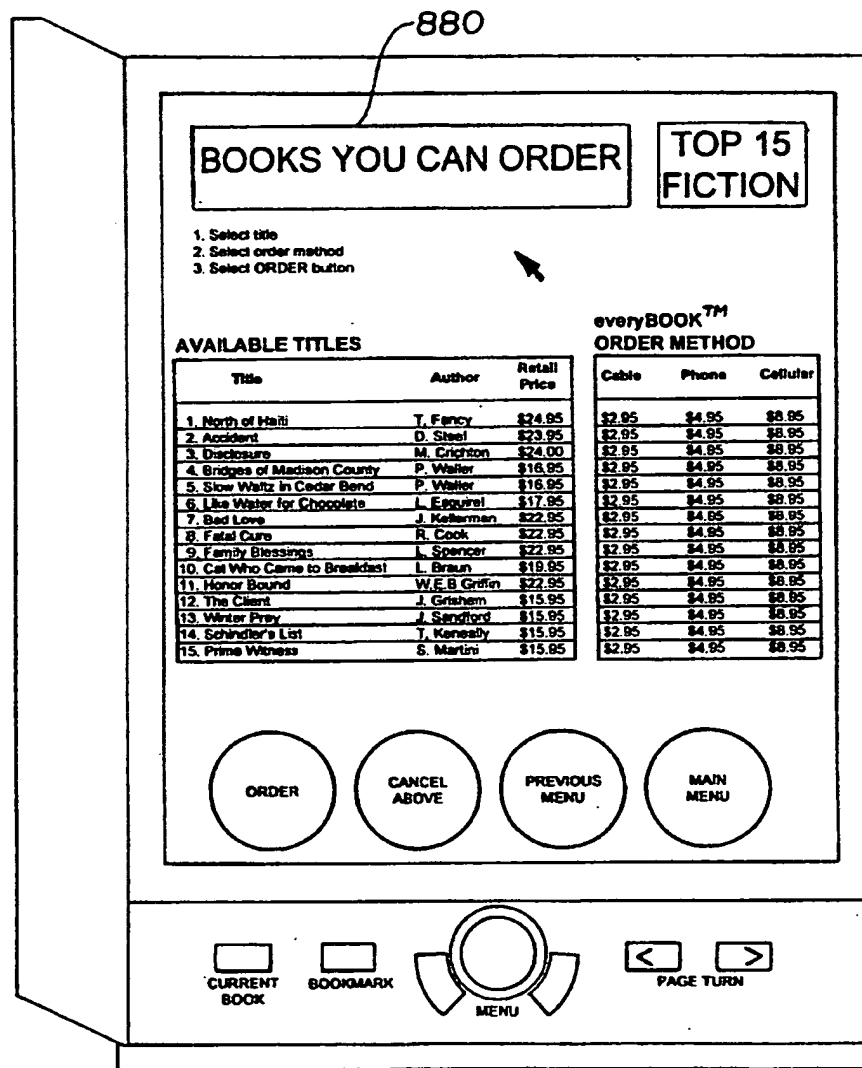 880
BOOKS YOU CAN ORDER
TOP 15
FICTION
1. Select title
2. Select order method
3. Select ORDER button
everyBOOK™
AVAILABLE TITLES
ORDER METHOD
Title Author Retail Price Cable Phone Cellular
1. North of Haiti T. Fancy $24.95 $2.95 $4.95 $8.95
2. Accident D. Steel $23.95 $2.95 $4.95 $8.95
3. Disclosure M. Crichton $24.00 $2.95 $4.95 $8.95
4. Bridges of Madison County P. Waller $16.95 $2.95 $4.95 $8.95
5. Slow Waltz in Cedar Bend P. Waller $16.95 $2.95 $4.95 $8.95
6. Like Water for Chocolate L. Esquirel $17.95 $2.95 $4.95 $8.95
7. Bad Love J. Kellerman $22.95 $2.95 $4.95 $8.95
8. Fatal Cure R. Cook $22.95 $2.95 $4.95 $8.95
9. Family Blessings L. Spencer $22.95 $2.95 $4.95 $8.95
10. Cat Who Came to Breakfast L. Braun $19.95 $2.95 $4.95 $8.95
11. Honor Bound W.E.B Griffin $22.95 $2.95 $4.95 $8.95
12. The Client J. Grisham $15.95 $2.95 $4.95 $8.95
13. Winter Prey J. Sandford $15.95 $2.95 $4.95 $8.95
14. Schindler's List T. Keneally $15.95 $2.95 $4.95 $8.95
15. Prime Witness S. Martini $15.95 $2.95 $4.95 $8.95
ORDER
CANCEL
ABOVE
PREVIOUS
MENU
MAIN
MENU
< >
CURRENT
BOOK
BOOKMARK
MENU
PAGE TURN